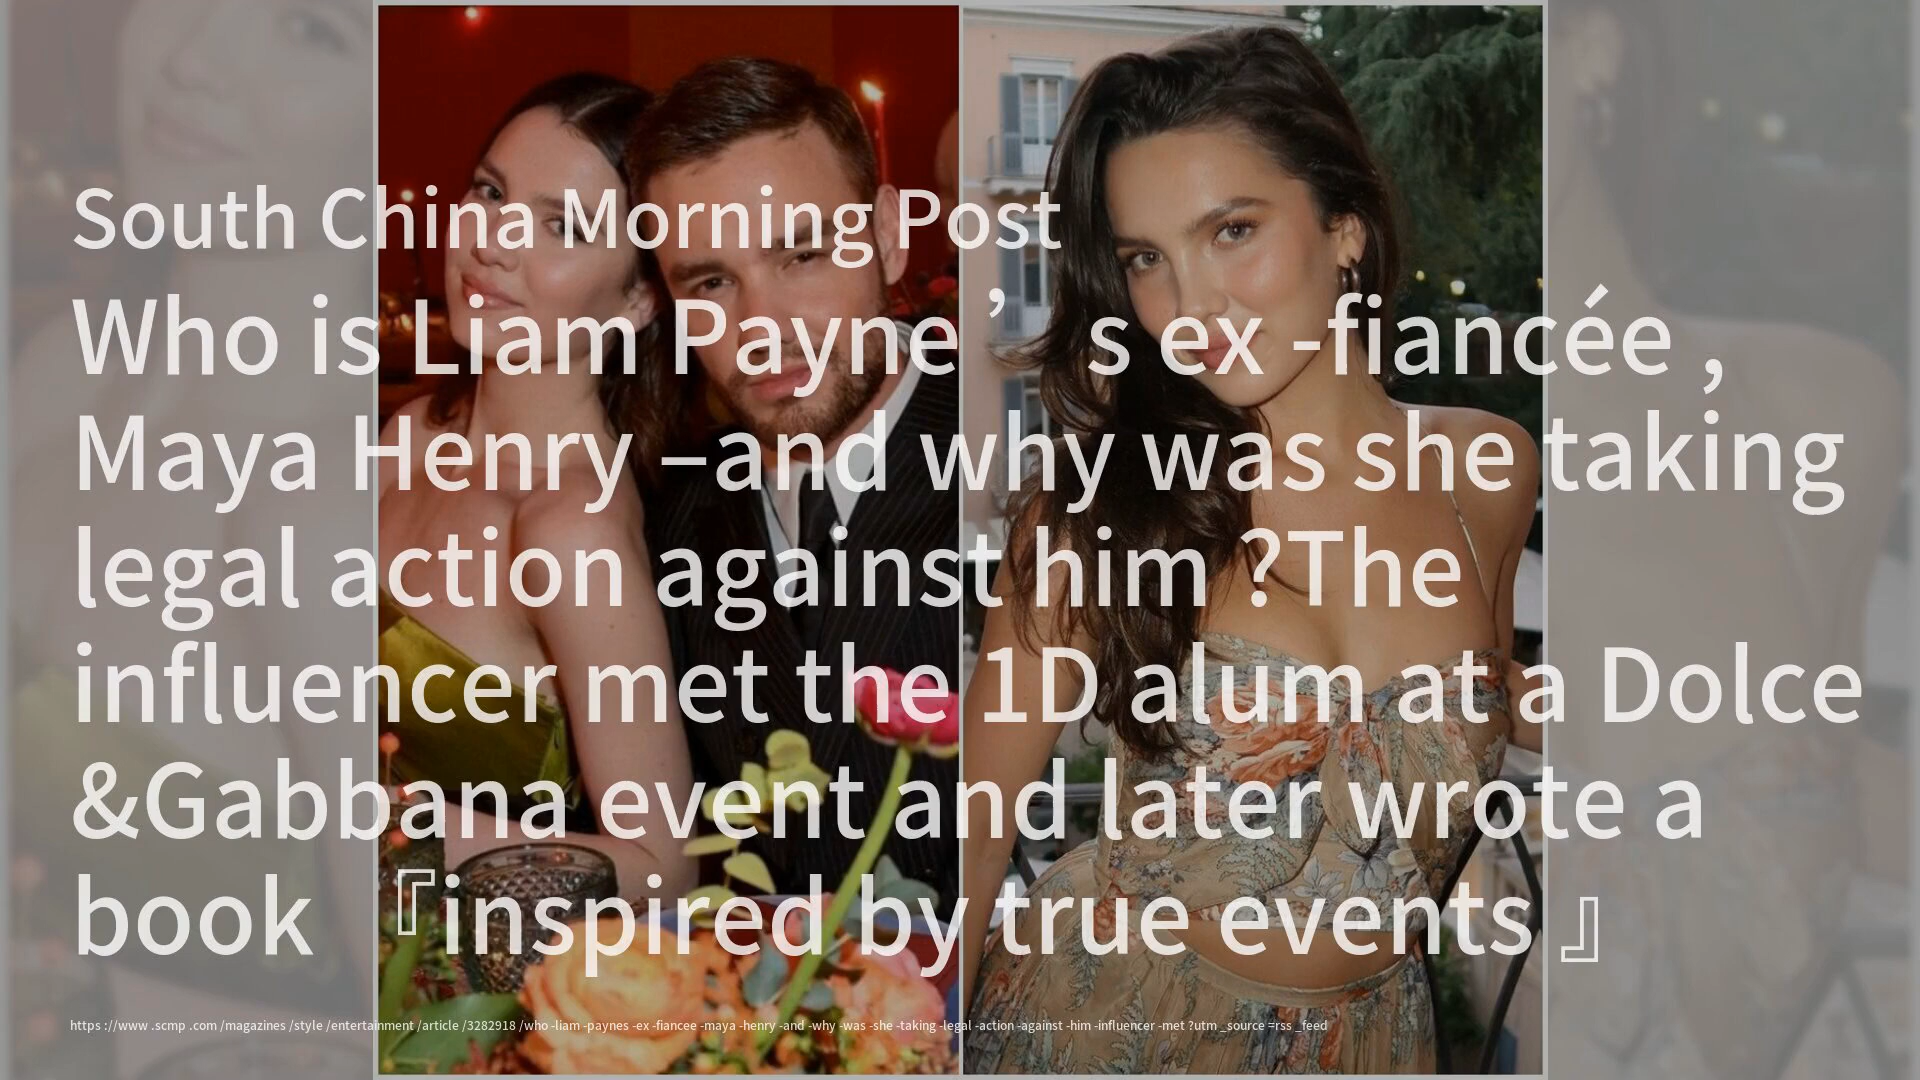 South China Morning Post
Who is Liam Payne’s ex -fiancée ,
Maya Henry –and why was she taking
legal action against him ?The
influencer met the 1D alum at a Dolce
&Gabbana event and later wrote a
book 『inspired by true events 』
https ://www .scmp .com /magazines /style /entertainment /article /3282918 /who -liam -paynes -ex -fiancee -maya -henry -and -why -was -she -taking -legal -action -against -him -influencer -met ?utm _source =rss _feed